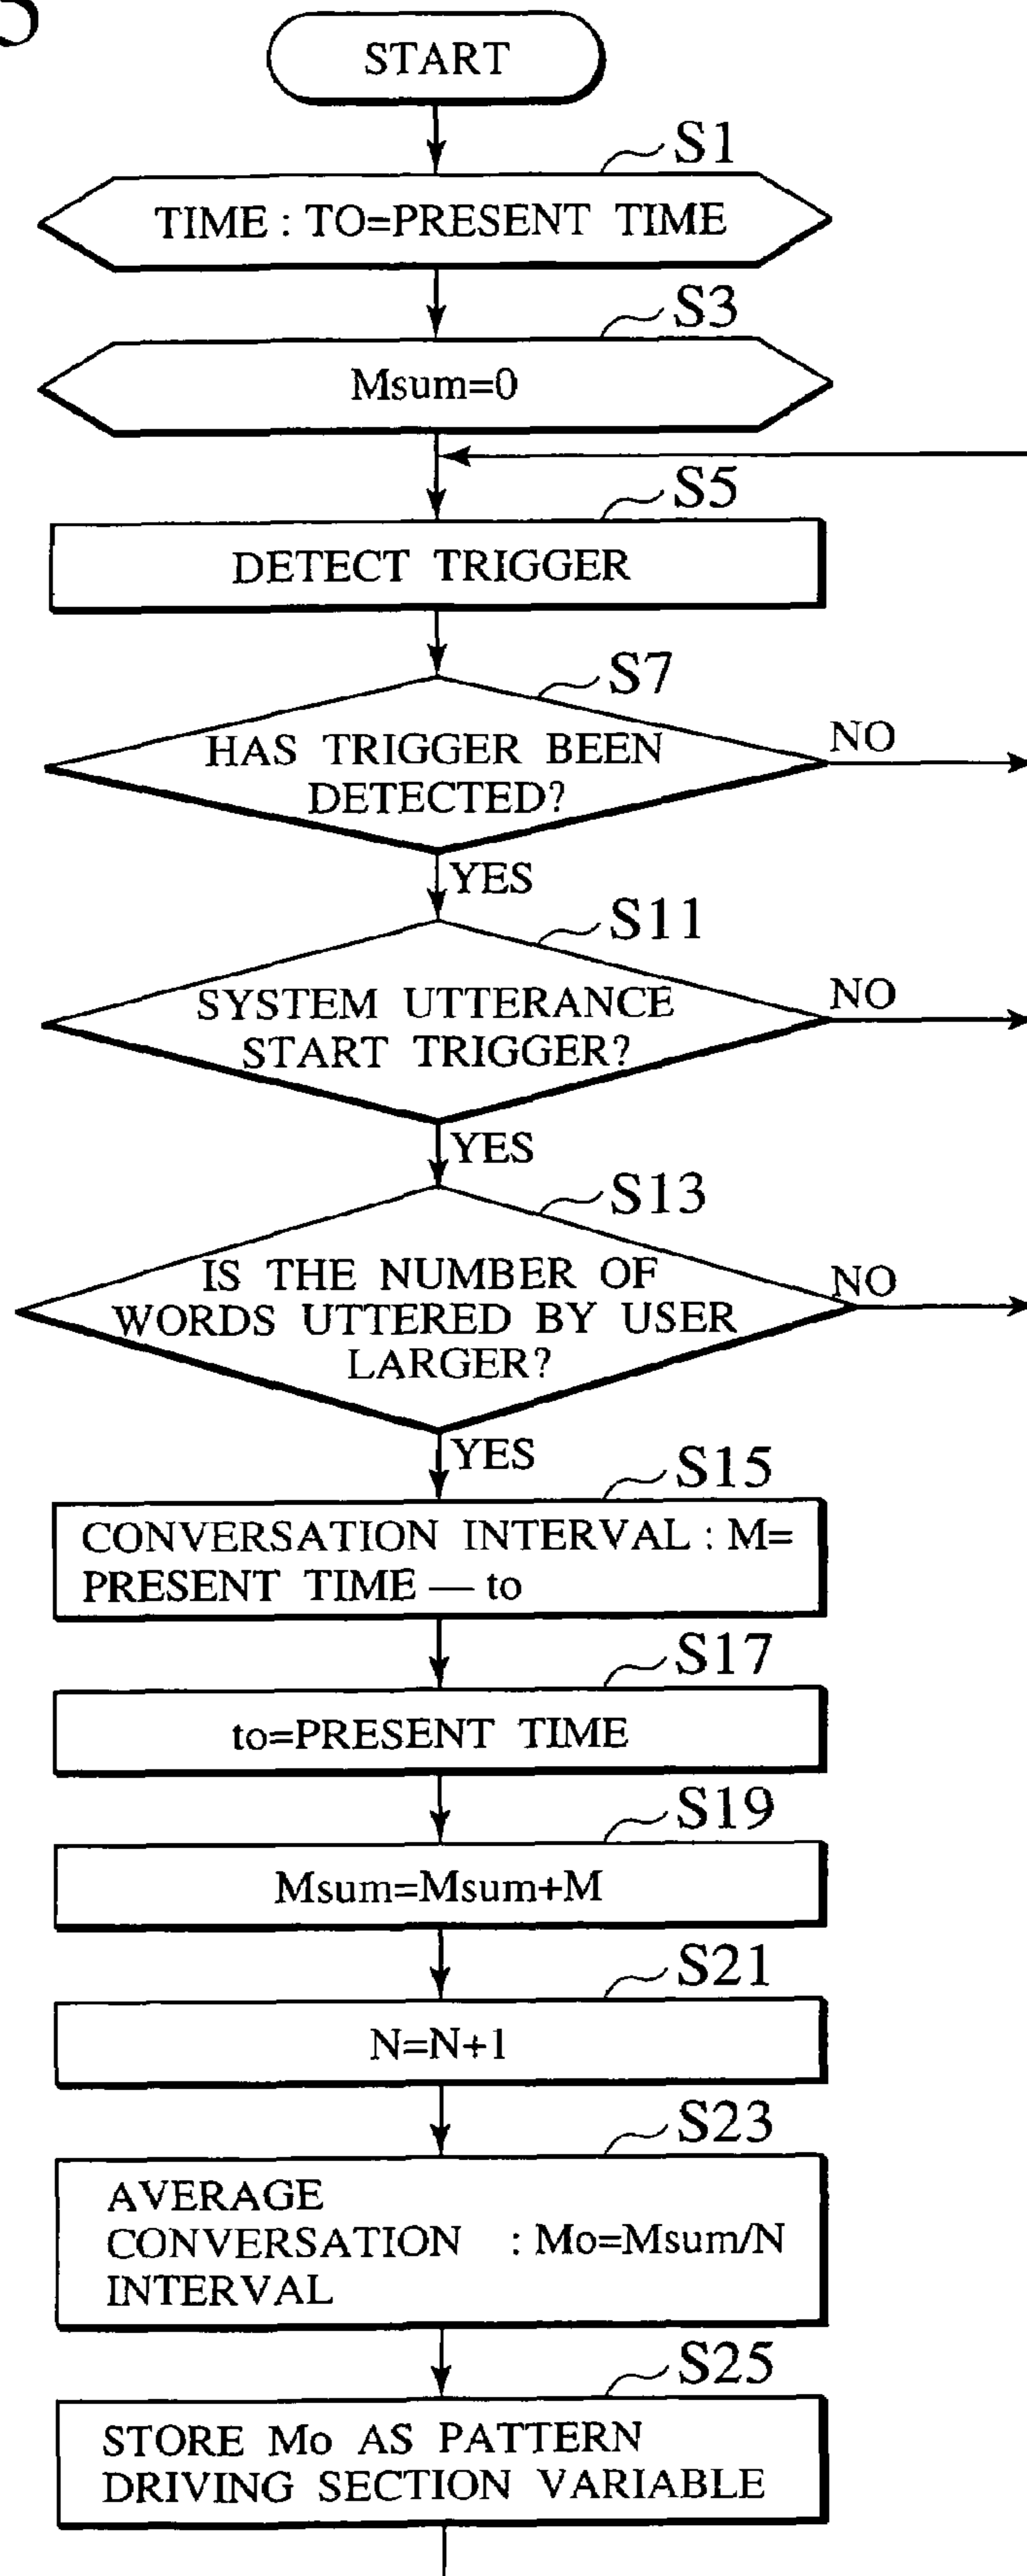 5
START
S1
TIME : TO=PRESENT TIME
S3
Msum=0
S5
DETECT TRIGGER
S7
HAS TRIGGER BEEN
DETECTED?
NO
YES
S11
SYSTEM UTTERANCE
START TRIGGER?
NO
YES
S13
IS THE NUMBER OF
WORDS UTTERED BY USER
LARGER?
NO
YES
S15
CONVERSATION INTERVAL : M=
PRESENT TIME — to
S17
to=PRESENT TIME
S19
Msum=Msum+M
S21
N=N+1
S23
AVERAGE
CONVERSATION : Mo=Msum/N
INTERVAL
S25
STORE Mo AS PATTERN
DRIVING SECTION VARIABLE